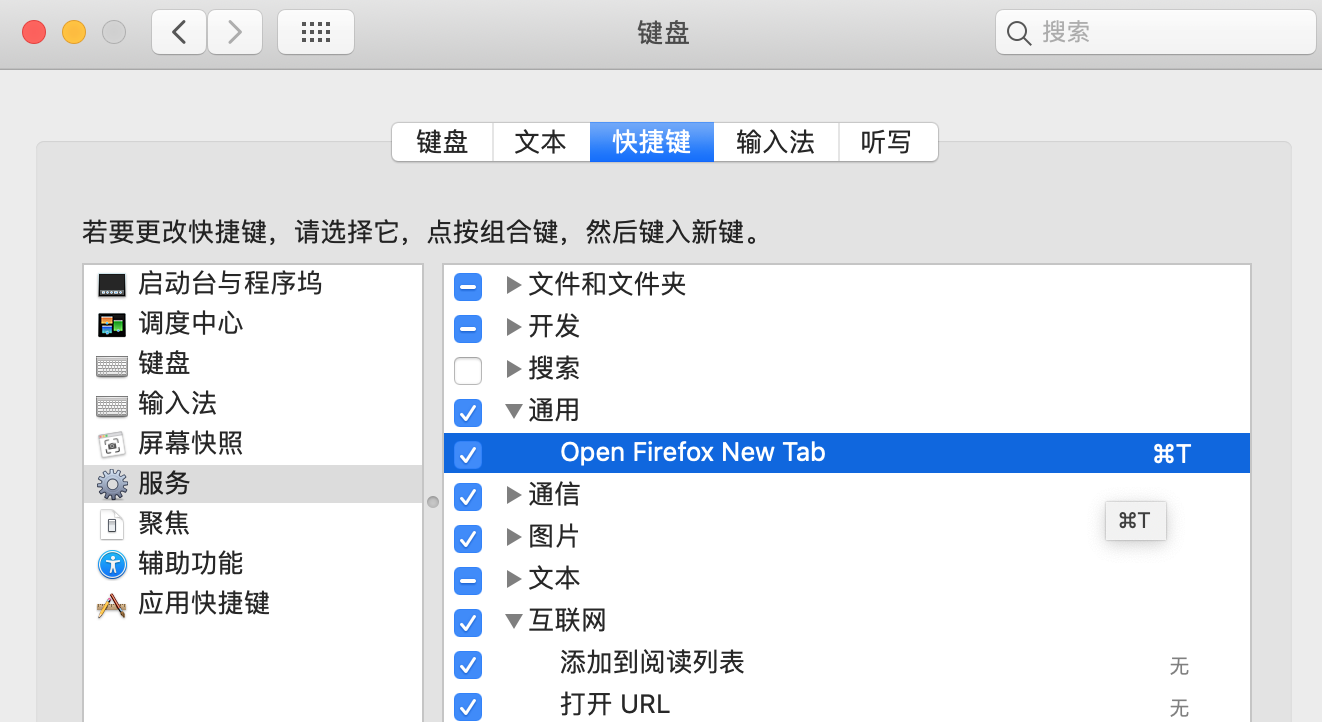 键盘
搜索
键盘 文本 快捷键 输入法 听写
若要更改快捷键，请选择它，点按组合键，然后键入新键。
启动台与程序坞
调度中心
键盘
输入法
屏幕快照
服务
聚焦
辅助功能
应用快捷键
文件和文件夹
开发
搜索
通用
Open Firefox New Tab ⌘T
通信
⌘T
图片
文本
互联网
添加到阅读列表 无
打开 URL 无